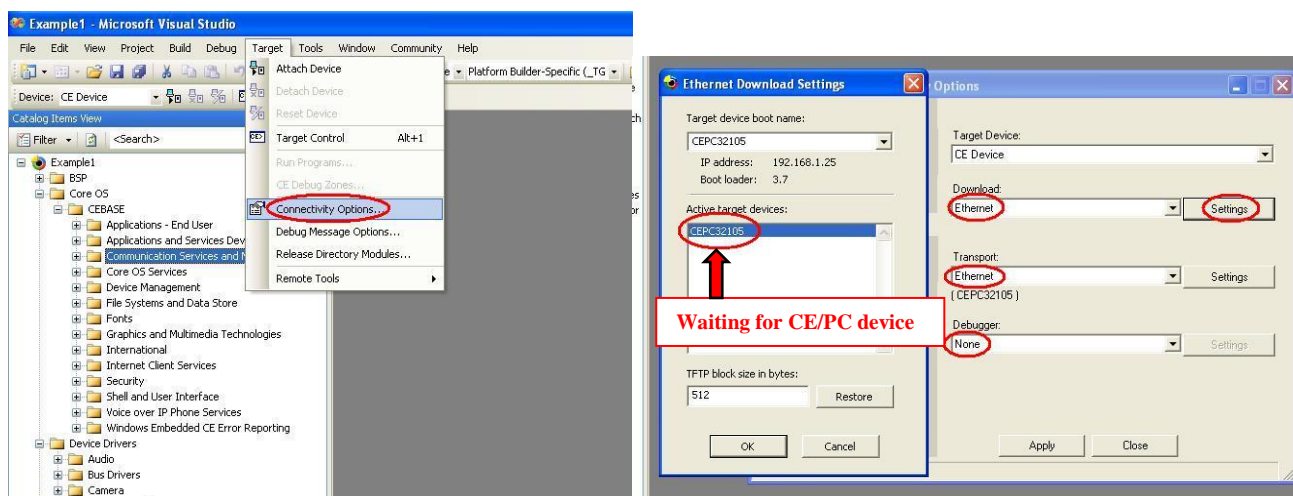 Example1 - Microsoft Visual Studio
File Edit View Project Build Debug Target Tools Window Community Help
Platform Builder-Specific (_TG
Device: CE Device
Catalog Items View
Filter <Search>
Example1
BSP
Core OS
CEBASE
Applications - End User
Applications and Services Dev
Communication Services and N
Core OS Services
Device Management
File Systems and Data Store
Fonts
Graphics and Multimedia Technologies
International
Internet Client Services
Security
Shell and User Interface
Voice over IP Phone Services
Windows Embedded CE Error Reporting
Device Drivers
Audio
Bus Drivers
Camera
Attach Device
Detach Device
Reset Device
Target Control Alt+1
Run Programs...
CE Debug Zones...
Connectivity Options...
Debug Message Options...
Release Directory Modules...
Remote Tools
Ethernet Download Settings
Target device boot name:
CEPC32105
IP address: 192.168.1.25
Boot loader: 3.7
Active target devices:
CEPC32105
Waiting for CE/PC device
TFTP block size in bytes:
512 Restore
OK Cancel
Options
Target Device:
CE Device
Download:
Ethernet Settings
Transport:
Ethernet Settings
( CEPC32105 )
Debugger:
None Settings
Apply Close